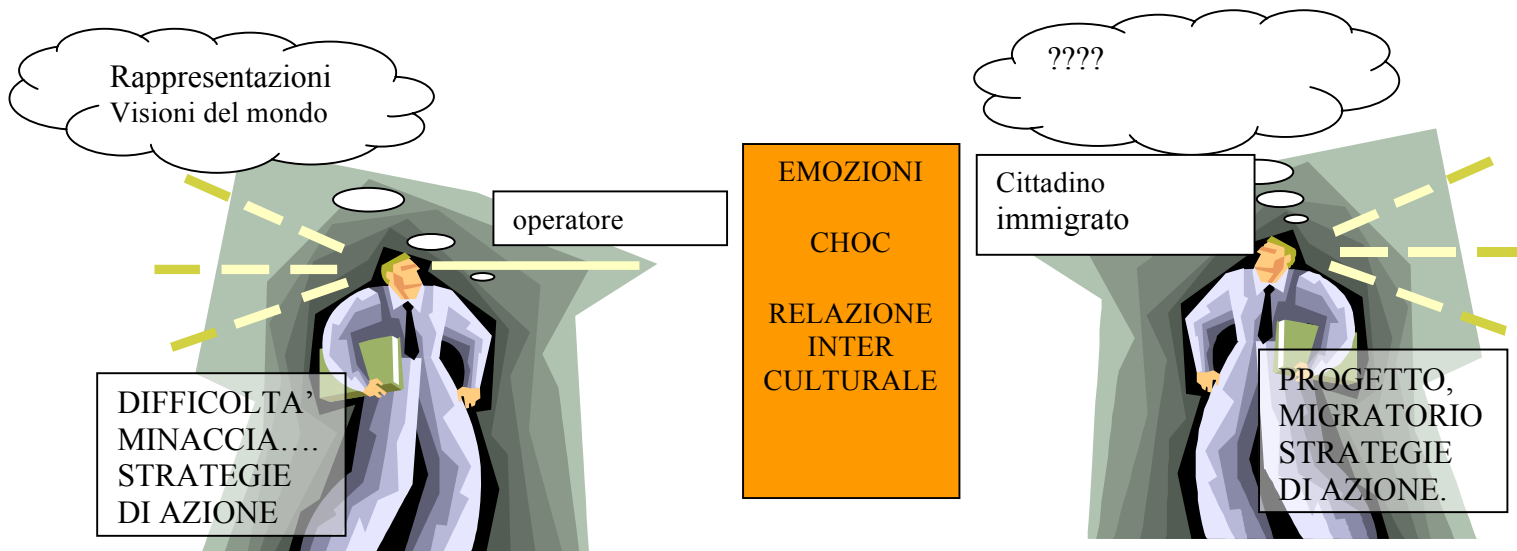 Rappresentazioni
Visioni del mondo
????
operatore
EMOZIONI
CHOC
RELAZIONE
INTER
CULTURALE
Cittadino
immigrato
DIFFICOLTA’
MINACCIA….
STRATEGIE
DI AZIONE
PROGETTO,
MIGRATORIO
STRATEGIE
DI AZIONE.